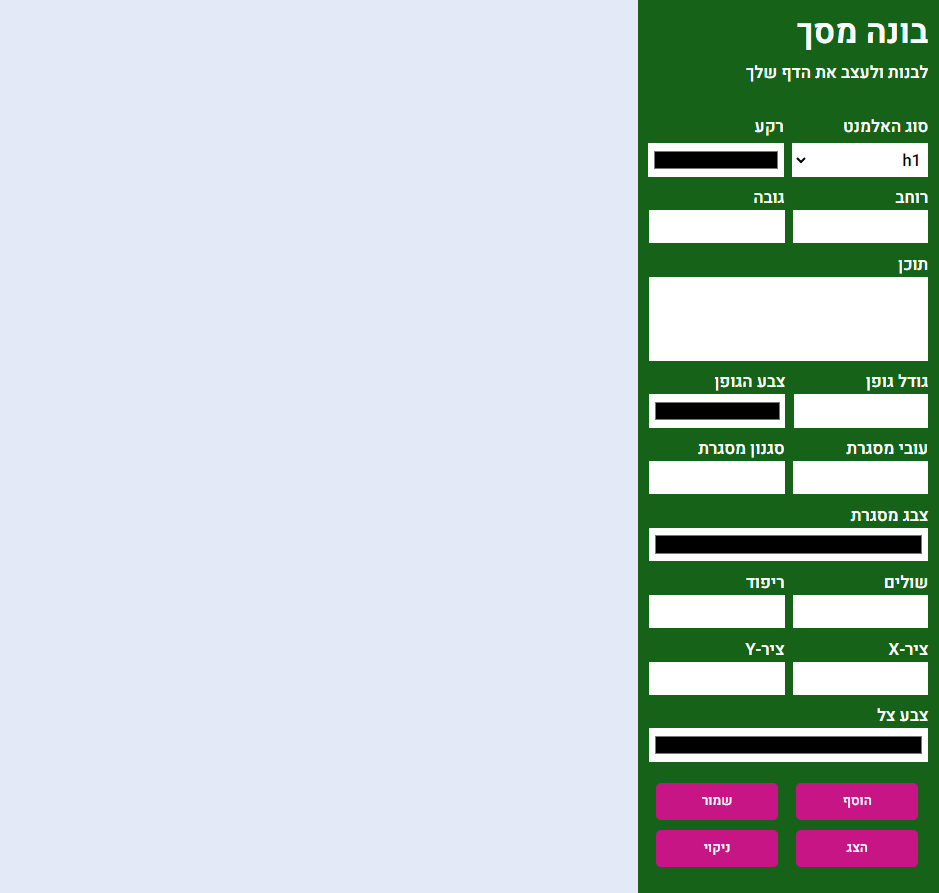 בונה מסך
לבנות ולעצב את הדף שלך
סוג האלמנט רקע
h1
רוחב גובה
תוכן
גודל גופן צבע הגופן
עובי מסגרת סגנון מסגרת
צבג מסגרת
שולים ריפוד
ציר-X ציר-Y
צבע צל
הוסף שמור
הצג ניקוי